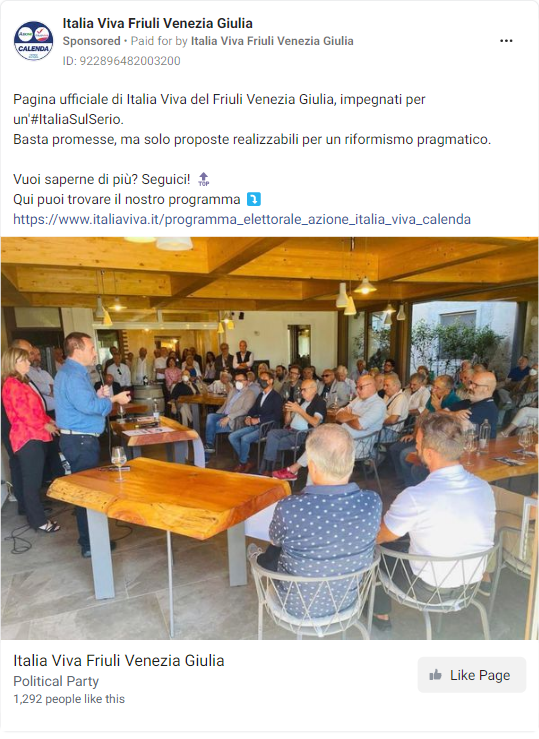 Italia Viva Friuli Venezia Giulia
Sponsored • Paid for by Italia Viva Friuli Venezia Giulia
ID: 922896482003200
Pagina ufficiale di Italia Viva del Friuli Venezia Giulia, impegnati per
un'#ItaliaSulSerio.
Basta promesse, ma solo proposte realizzabili per un riformismo pragmatico.
Vuoi saperne di più? Seguici! TOP
Qui puoi trovare il nostro programma
https://www.italiaviva.it/programma_elettorale_azione_italia_viva_calenda
CALENDA
Italia Viva Friuli Venezia Giulia
Political Party
1,292 people like this
Like Page